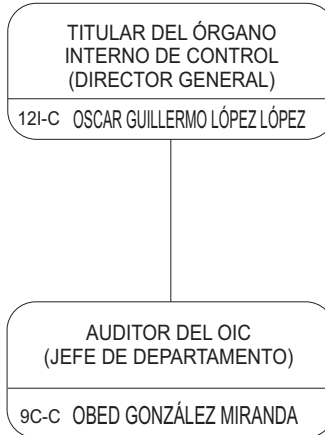 TITULAR DEL ÓRGANO
INTERNO DE CONTROL
(DIRECTOR GENERAL)
12I-C OSCAR GUILLERMO LÓPEZ LÓPEZ
AUDITOR DEL OIC
(JEFE DE DEPARTAMENTO)
9C-C OBED GONZÁLEZ MIRANDA